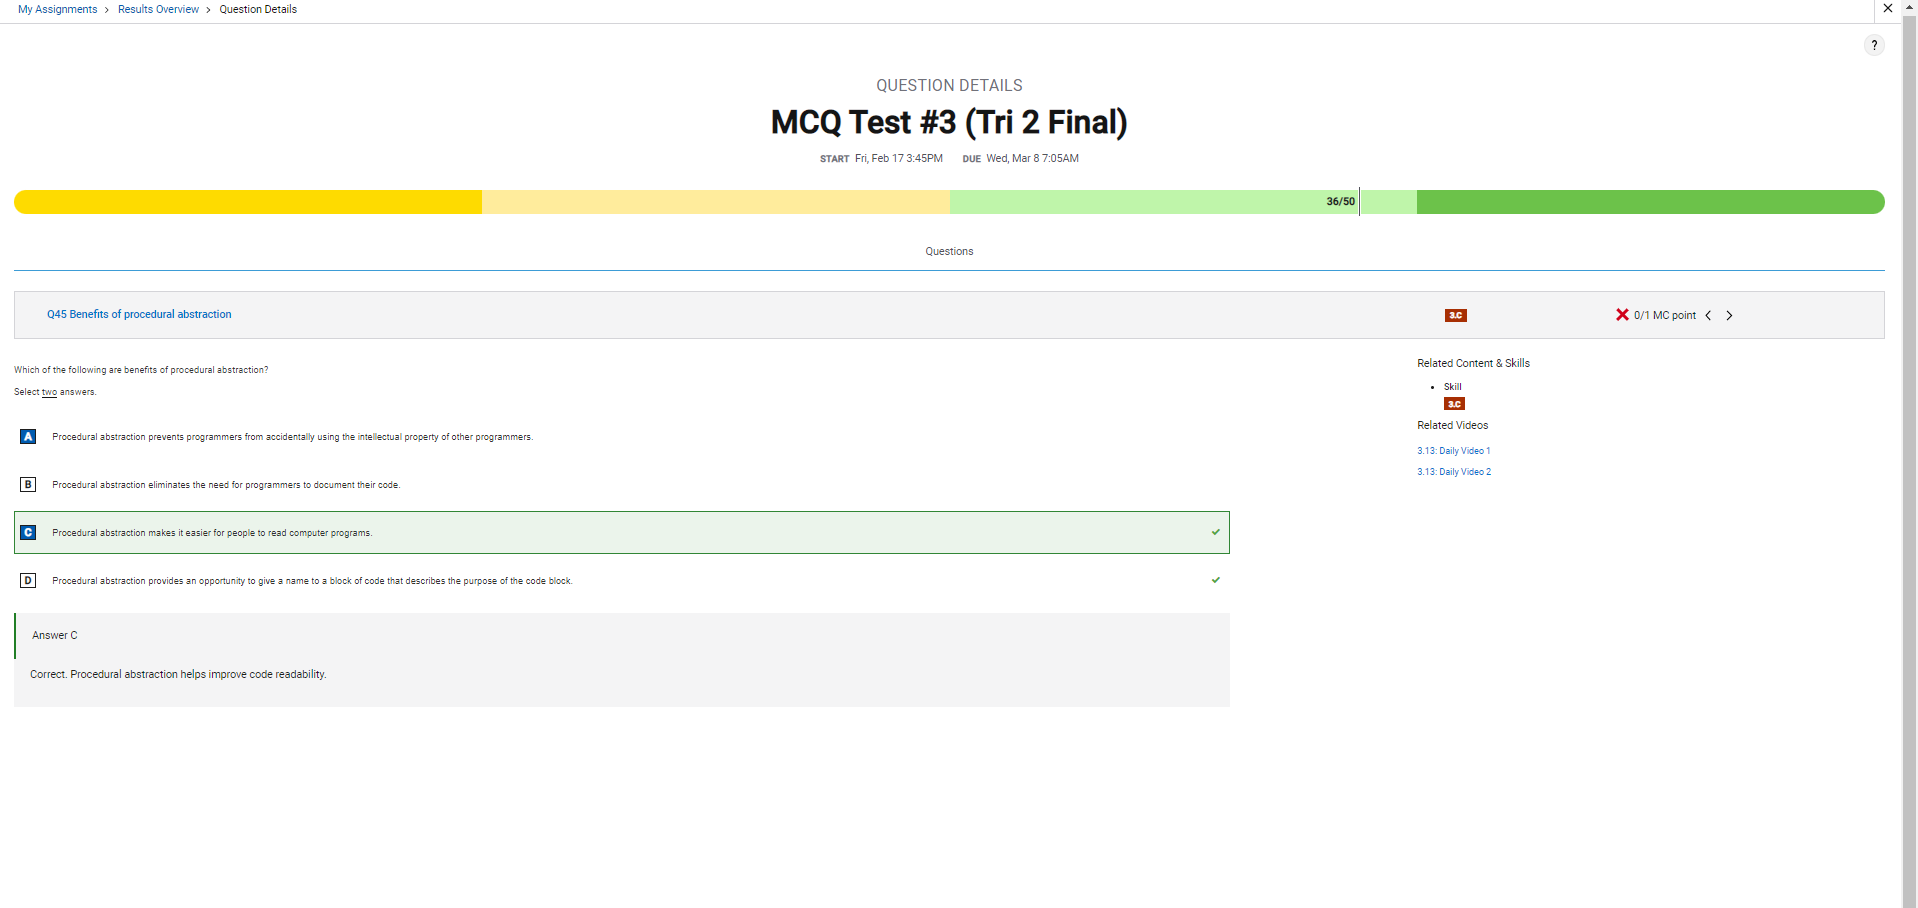 My Assignments > Results Overview > Question Details
?
QUESTION DETAILS
MCQ Test #3 (Tri 2 Final)
START Fri, Feb 17 3:45PM DUE Wed, Mar 8 7:05AM
36/50
Questions
Q45 Benefits of procedural abstraction 3.C 0/1 MC point
Which of the following are benefits of procedural abstraction?
Select two answers.
A Procedural abstraction prevents programmers from accidentally using the intellectual property of other programmers.
B Procedural abstraction eliminates the need for programmers to document their code.
C Procedural abstraction makes it easier for people to read computer programs.
D Procedural abstraction provides an opportunity to give a name to a block of code that describes the purpose of the code block.
Answer C
Correct. Procedural abstraction helps improve code readability.
Related Content & Skills
• Skill
3.C
Related Videos
3.13: Daily Video 1
3.13: Daily Video 2